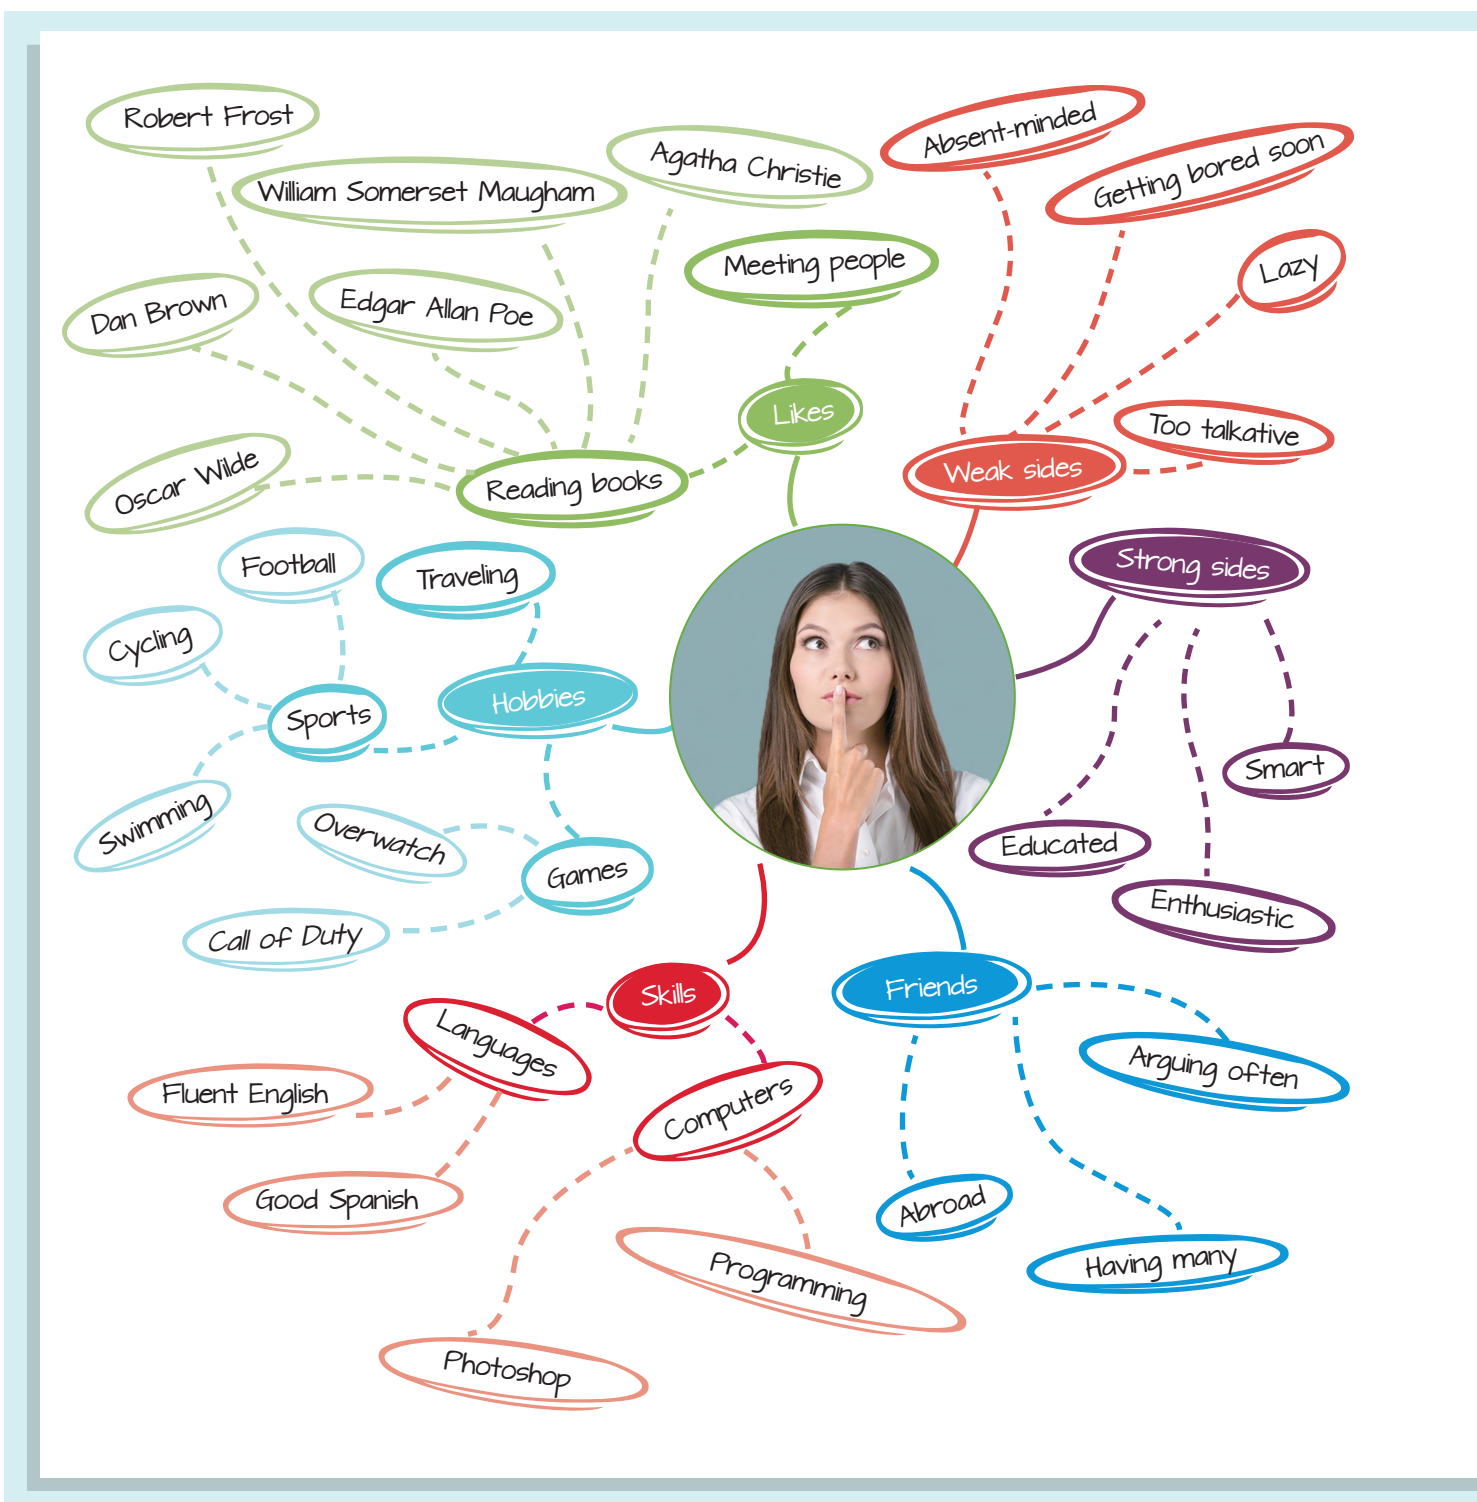 Robert Frost
William Somerset Maugham
Agatha Christie
Dan Brown
Edgar Allan Poe
Oscar Wilde
Reading books
Meeting people
Likes
Absent-minded
Getting bored soon
Lazy
Too talkative
Weak sides
Strong sides
Smart
Educated
Enthusiastic
Football
Traveling
Cycling
Sports
Hobbies
Swimming
Overwatch
Games
Call of Duty
Skills
Languages
Fluent English
Good Spanish
Computers
Programming
Photoshop
Friends
Arguing often
Abroad
Having many